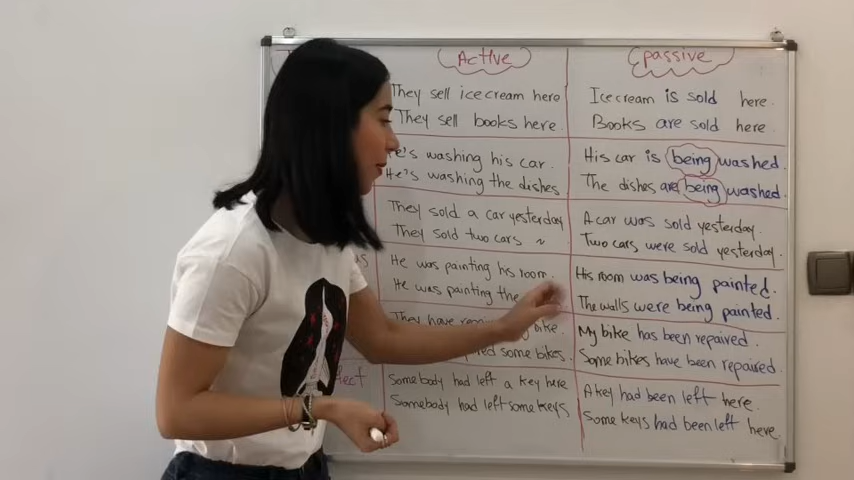 Active
Passive
They sell icecream here
Icecream is sold here.
They sell books here.
Books are sold here
He's washing his car.
His car is being washed.
He's washing the dishes
The dishes are being washed.
They sold a car yesterday
A car was sold yesterday.
They sold two cars ~
Two cars were sold yesterday.
He was painting his room.
His room was being painted.
He was painting the
The walls were being painted.
They have bike.
My bike has been repaired.
some bikes.
Some bikes have been repaired.
Somebody had left a key here
A key had been left here.
Somebody had left some keys
Some keys had been left here.